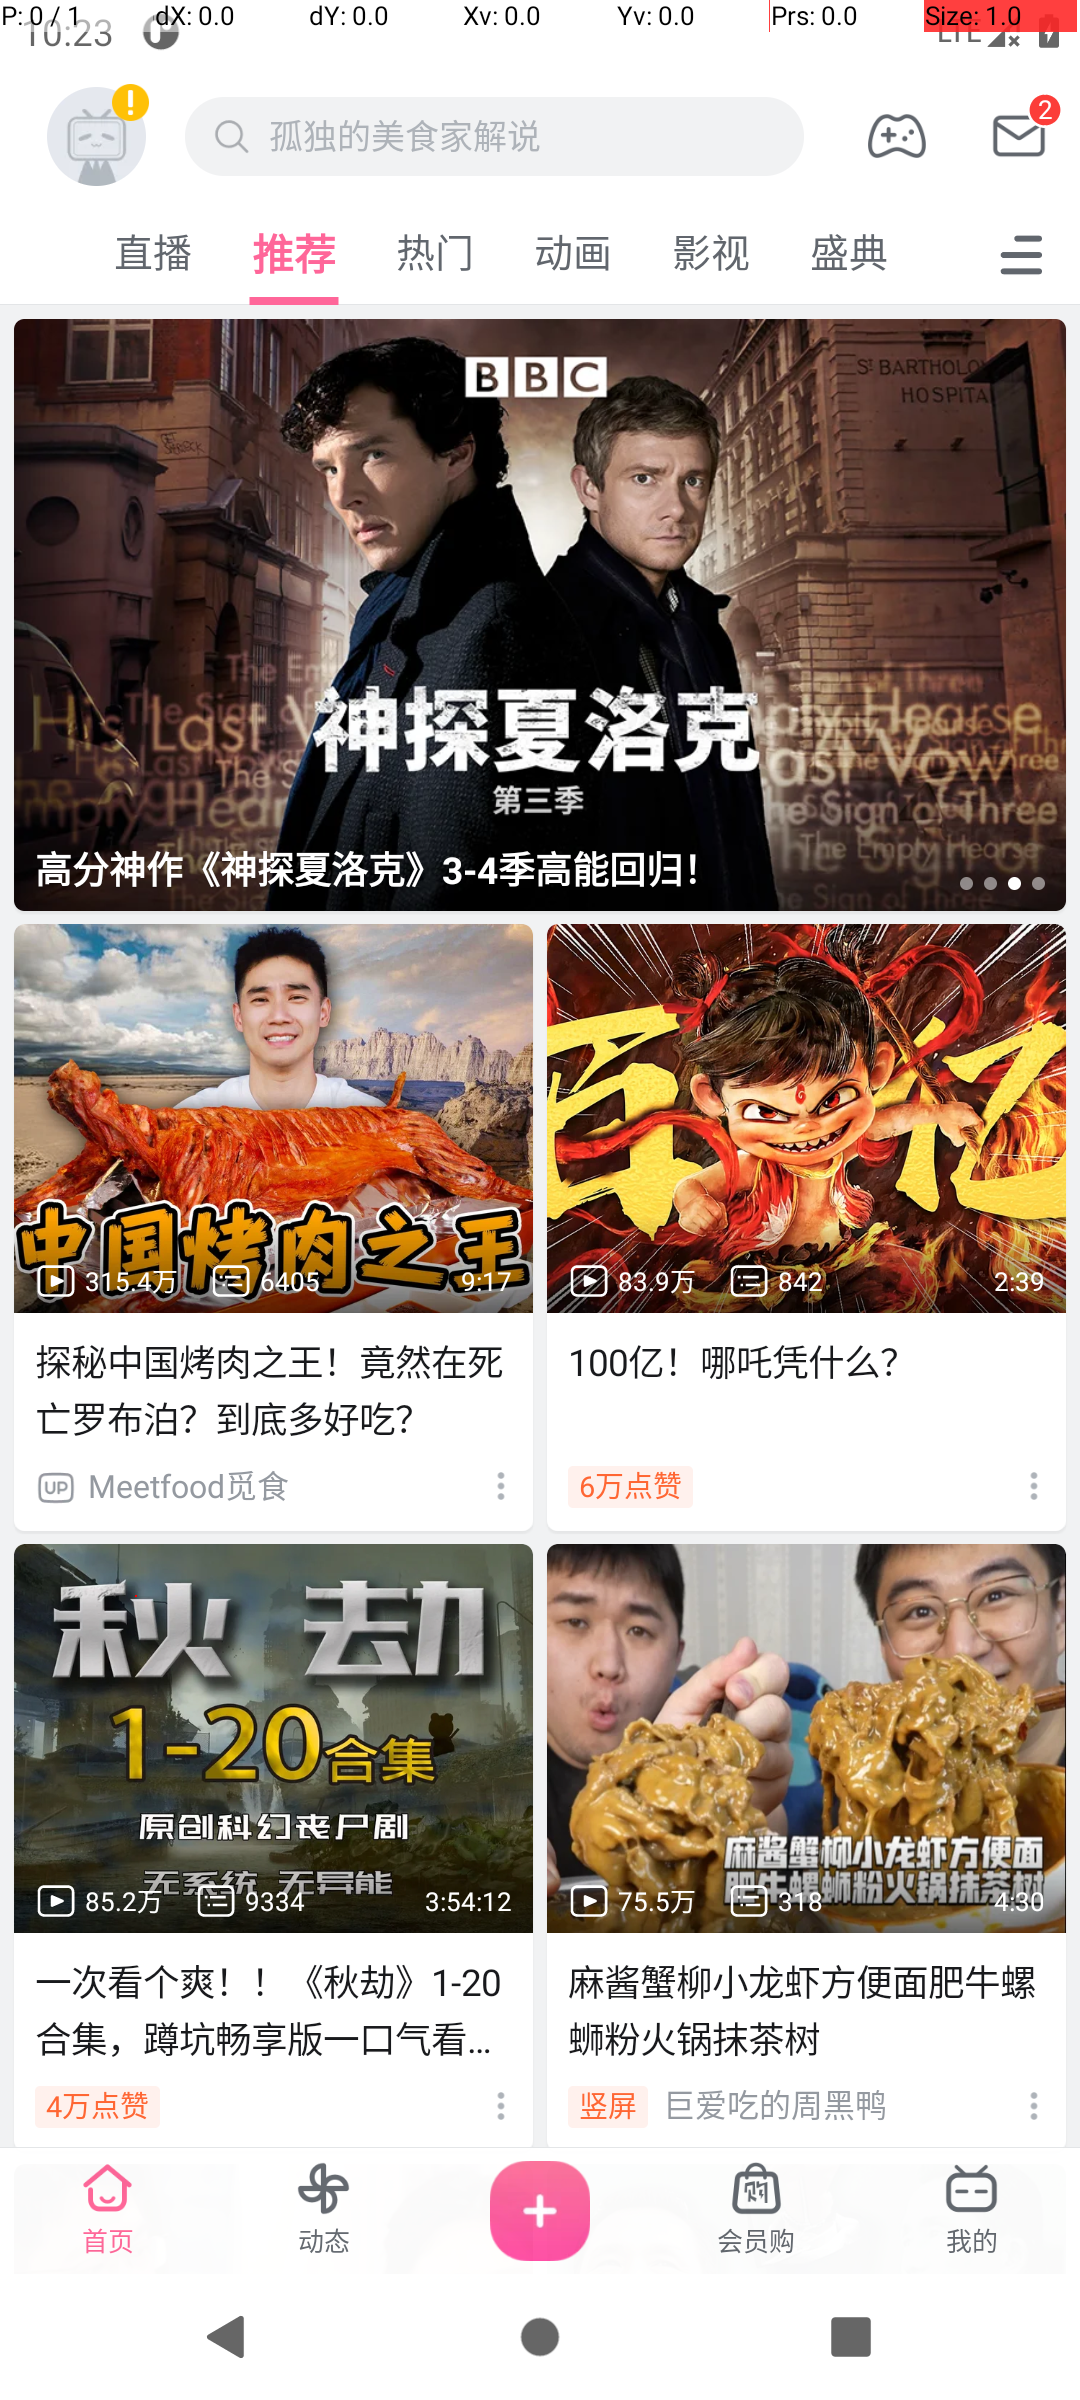 P: 0 / 1 dX: 0.0 dY: 0.0 Xv: 0.0 Yv: 0.0 Prs: 0.0 Size: 1.0
10:23 LTE
孤独的美食家解说 2
直播 推荐 热门 动画 影视 盛典
BBC
ST BARTHOLO
HOSPITA
神探夏洛克
第三季
高分神作《神探夏洛克》3-4季高能回归！
中国烤肉之王
315.4万 6405 9:17
探秘中国烤肉之王！竟然在死
亡罗布泊？到底多好吃？
UP Meetfood觅食
百亿
83.9万 842 2:39
100亿！哪吒凭什么？
6万点赞
秋 劫
1-20合集
原创科幻丧尸剧
无系统 无异能
85.2万 9334 3:54:12
一次看个爽！！《秋劫》1-20
合集，蹲坑畅享版一口气看...
4万点赞
麻酱蟹柳小龙虾方便面
肥牛螺蛳粉火锅抹茶树
75.5万 318 4:30
麻酱蟹柳小龙虾方便面肥牛螺
蛳粉火锅抹茶树
竖屏 巨爱吃的周黑鸭
首页 动态 会员购 我的